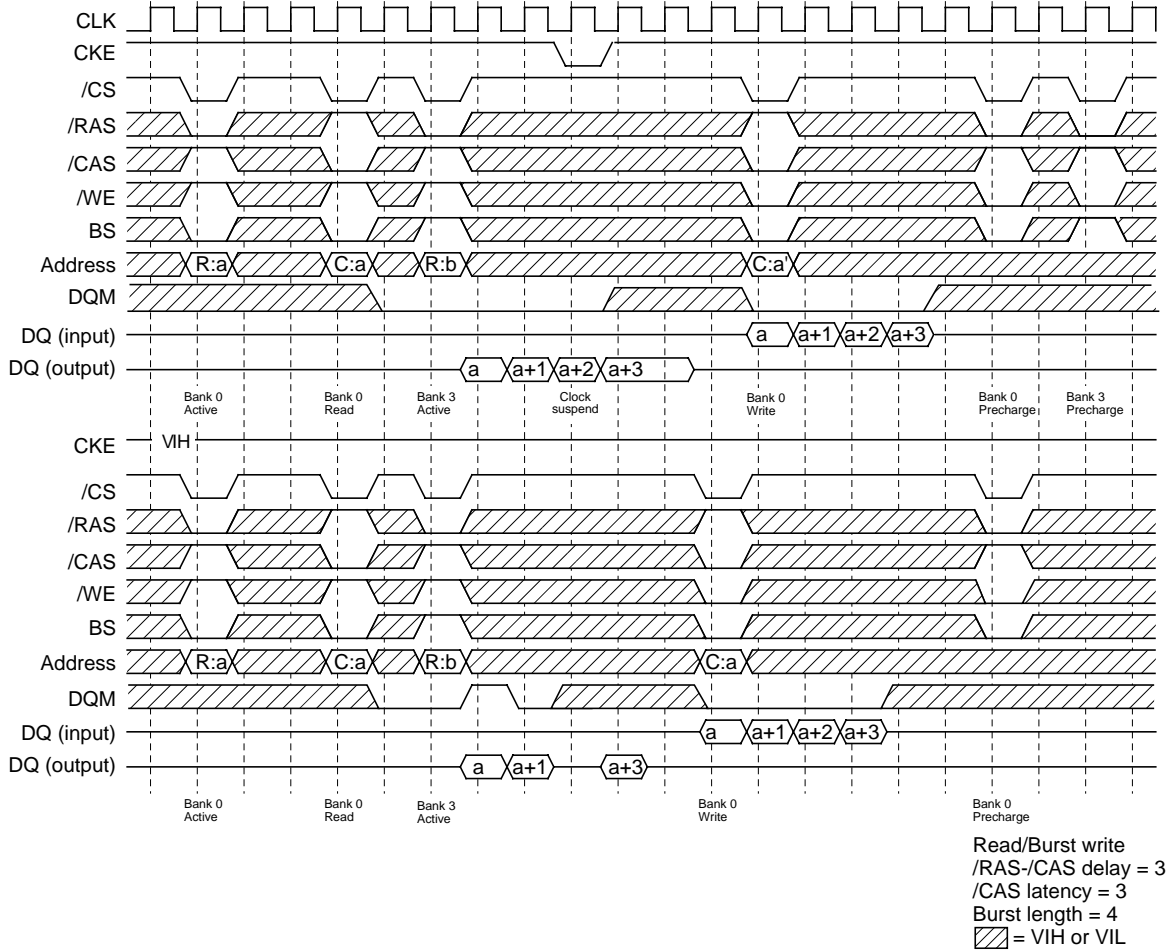 CLK
CKE
/CS
/RAS
/CAS
/WE
BS
Address R:a C:a R:b C:a'
DQM
DQ (input) a a+1 a+2 a+3
DQ (output) a a+1 a+2 a+3
Bank 0 Active
Bank 0 Read
Bank 3 Active
Clock suspend
Bank 0 Write
Bank 0 Precharge
Bank 3 Precharge
CKE VIH
/CS
/RAS
/CAS
/WE
BS
Address R:a C:a R:b C:a
DQM
DQ (input) a a+1 a+2 a+3
DQ (output) a a+1 a+3
Bank 0 Active
Bank 0 Read
Bank 3 Active
Bank 0 Write
Bank 0 Precharge
Read/Burst write
/RAS-/CAS delay = 3
/CAS latency = 3
Burst length = 4
= VIH or VIL